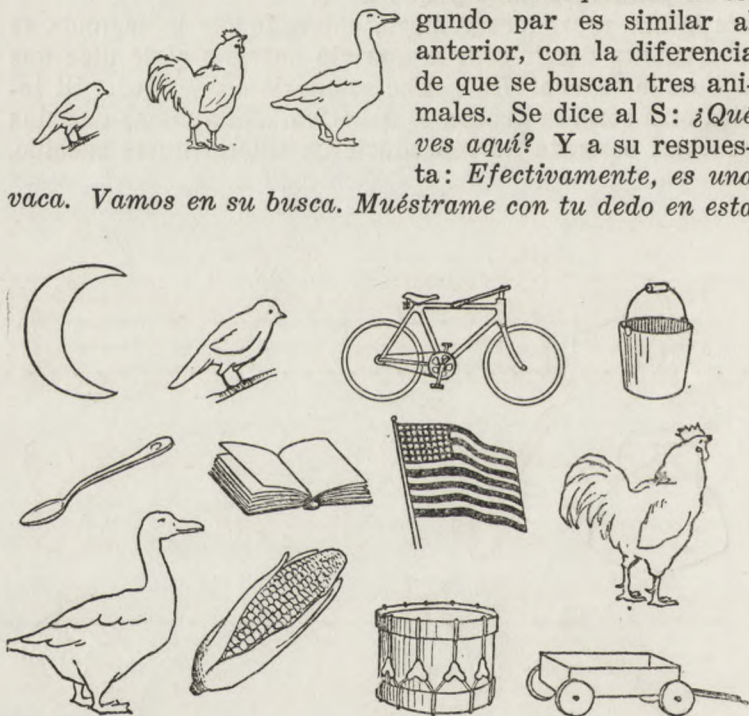 gundo par es similar al
anterior, con la diferencia
de que se buscan tres ani-
males. Se dice al S: ¿Qué
ves aquí? Y a su respues-
ta: Efectivamente, es una
vaca. Vamos en su busca. Muéstrame con tu dedo en esta